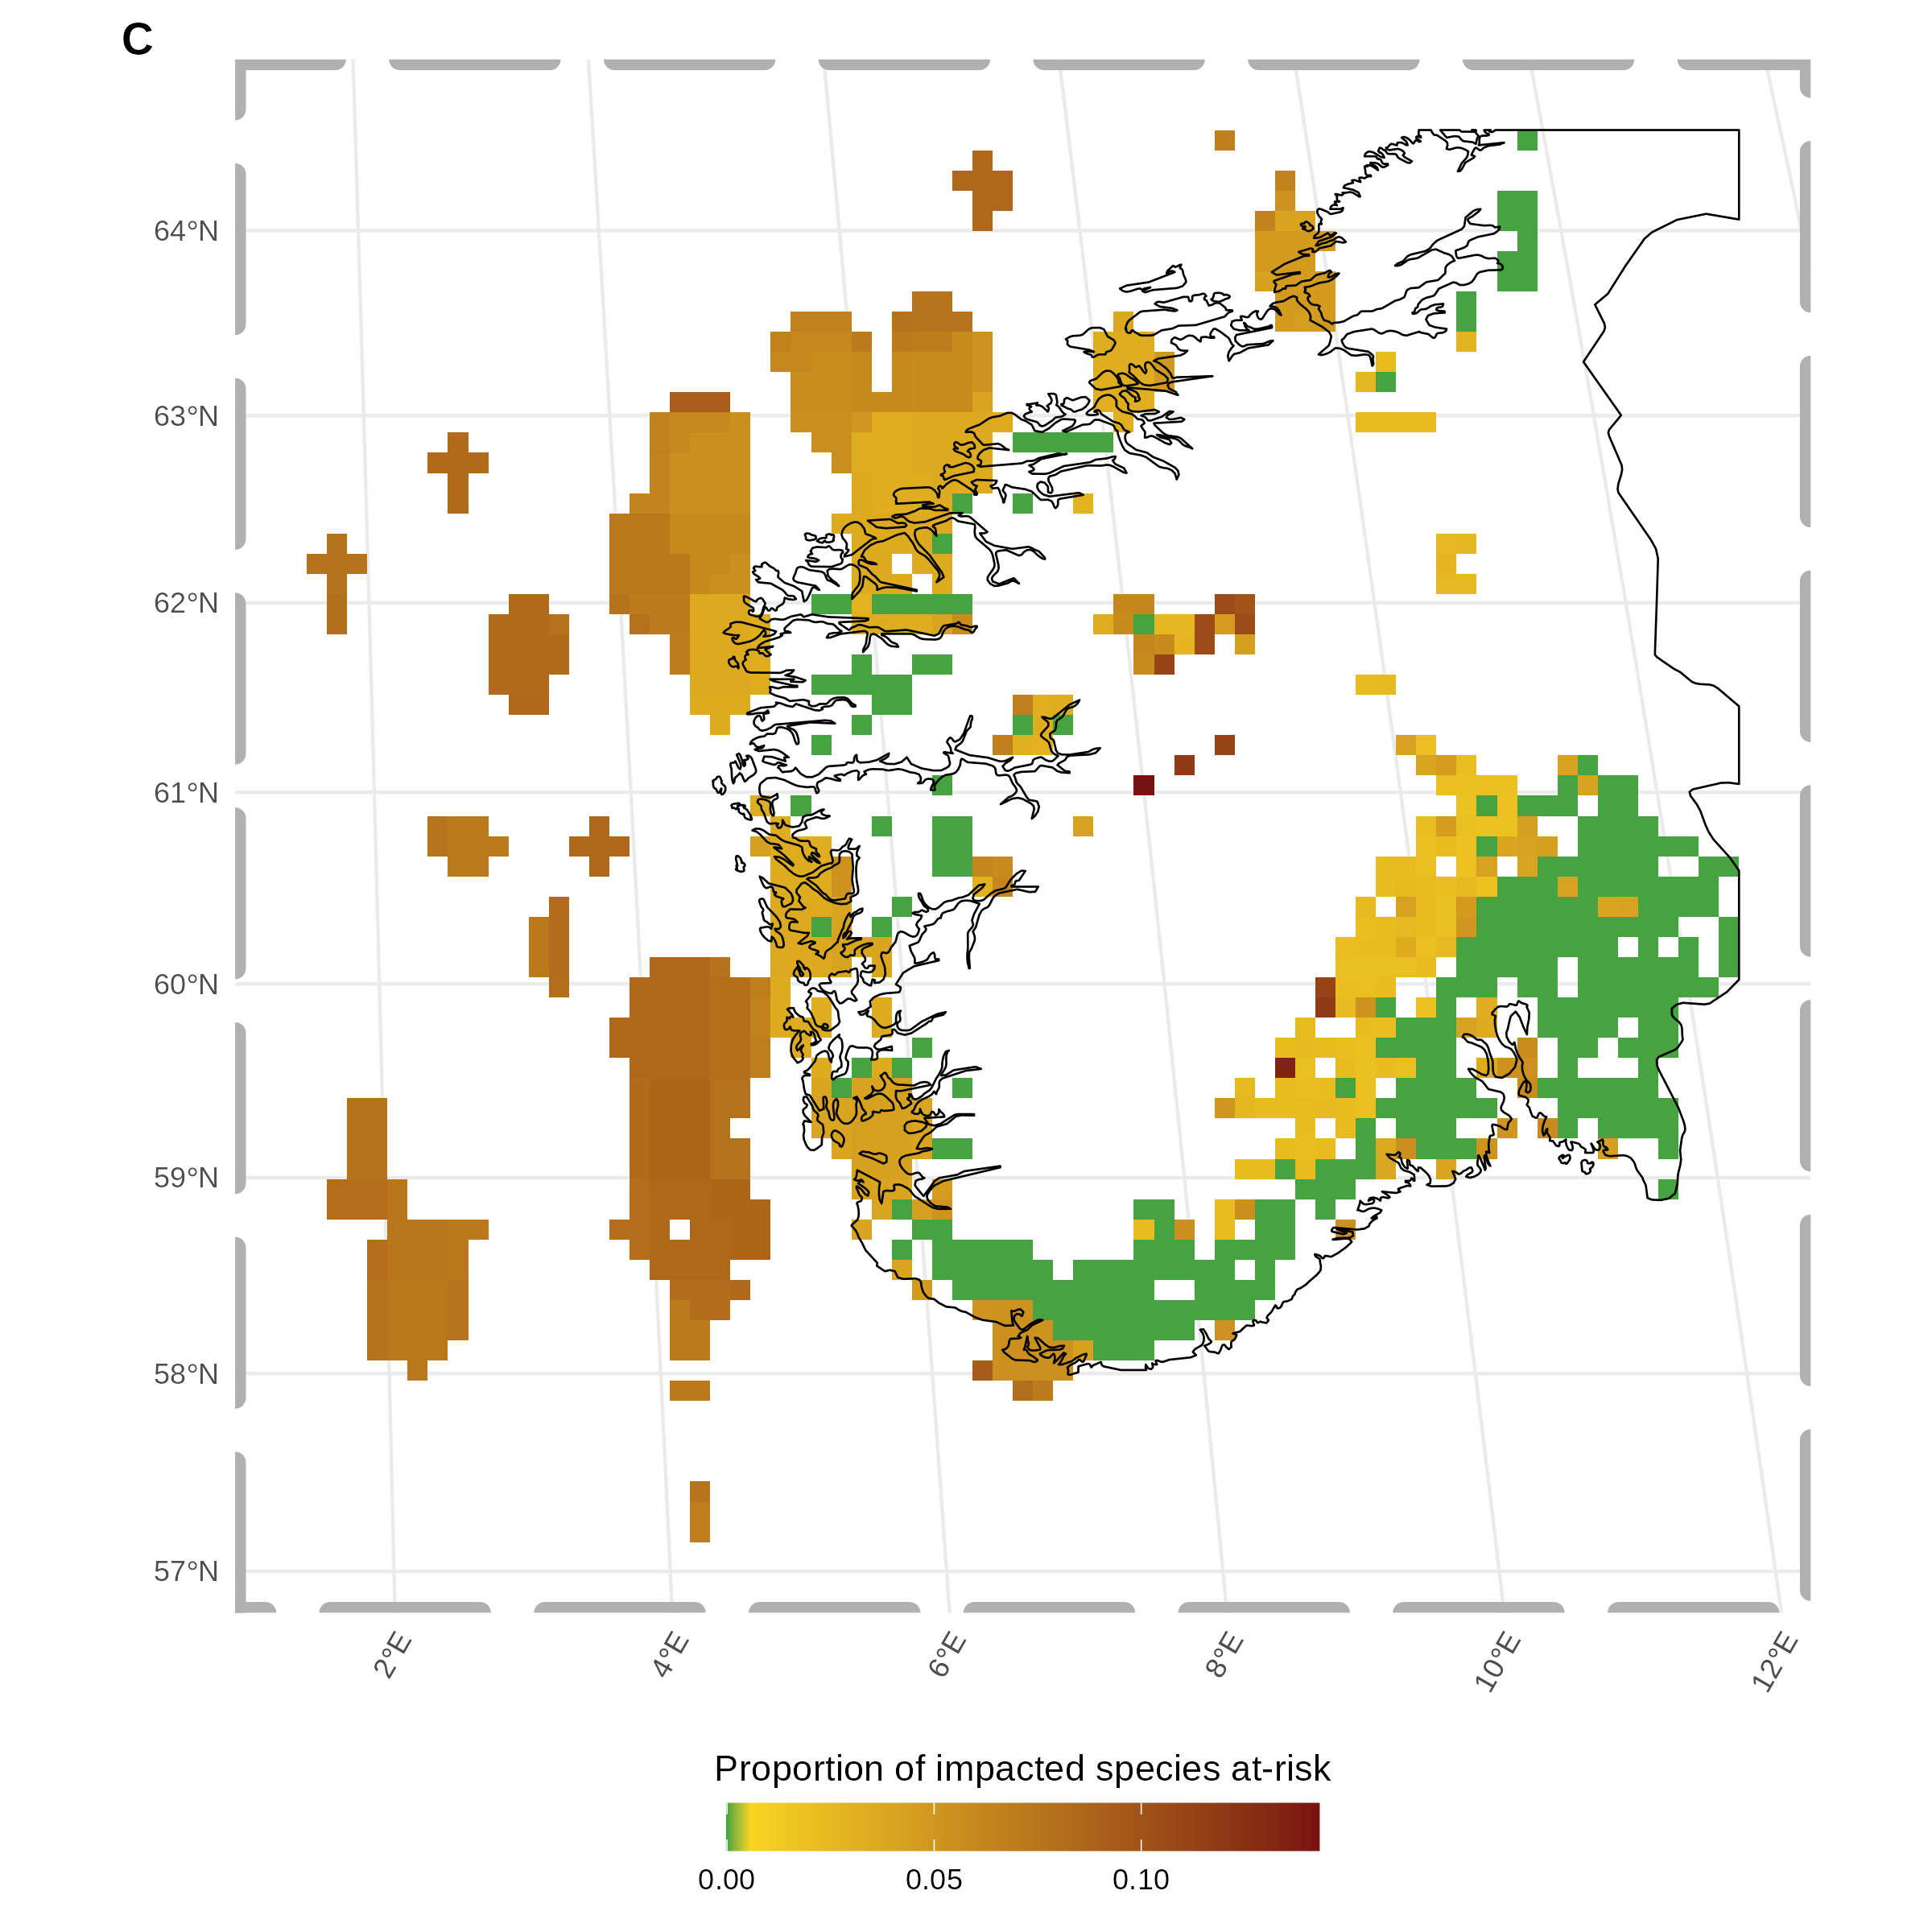 C
64°N
63°N
62°N
61°N
60°N
59°N
58°N
57°N
2°E
4°E
6°E
8°E
10°E
12°E
Proportion of impacted species at-risk
0.00
0.05
0.10